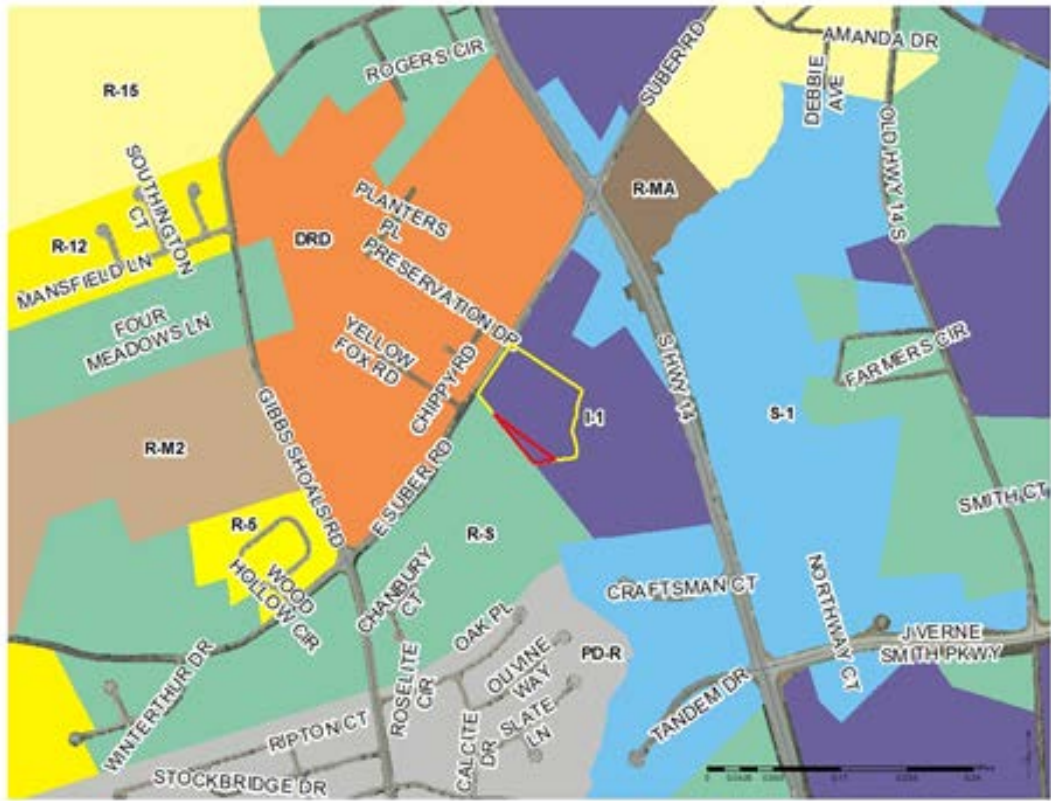 ROGERS CIR
SUBER RD
AMANDA DR
DEBBIE
AVE
R-15
OLD HWY 14 S
SOUTHINGTON
CT
R-MA
PLANTERS
PL
R-12
DRD
PRESERVATION DR
MANSFIELD LN
FOUR
MEADOWS LN
YELLOW
FOX RD
CHIPPY RD
S HWY 14
FARMERS CIR
I-1
S-1
GIBBS SHOALS RD
R-M2
E SUBER RD
SMITH CT
R-S
R-5
WOOD
HOLLOW CIR
CHANBURY
CT
CRAFTSMAN CT
NORTHWAY CT
OAK PL
J VERNE
SMITH PKWY
PD-R
OLIVINE
WAY
WINTERTHUR DR
ROSELITE
CIR
TANDEM DR
RIPTON CT
CALCITE
DR
SLATE
LN
STOCKBRIDGE DR
0